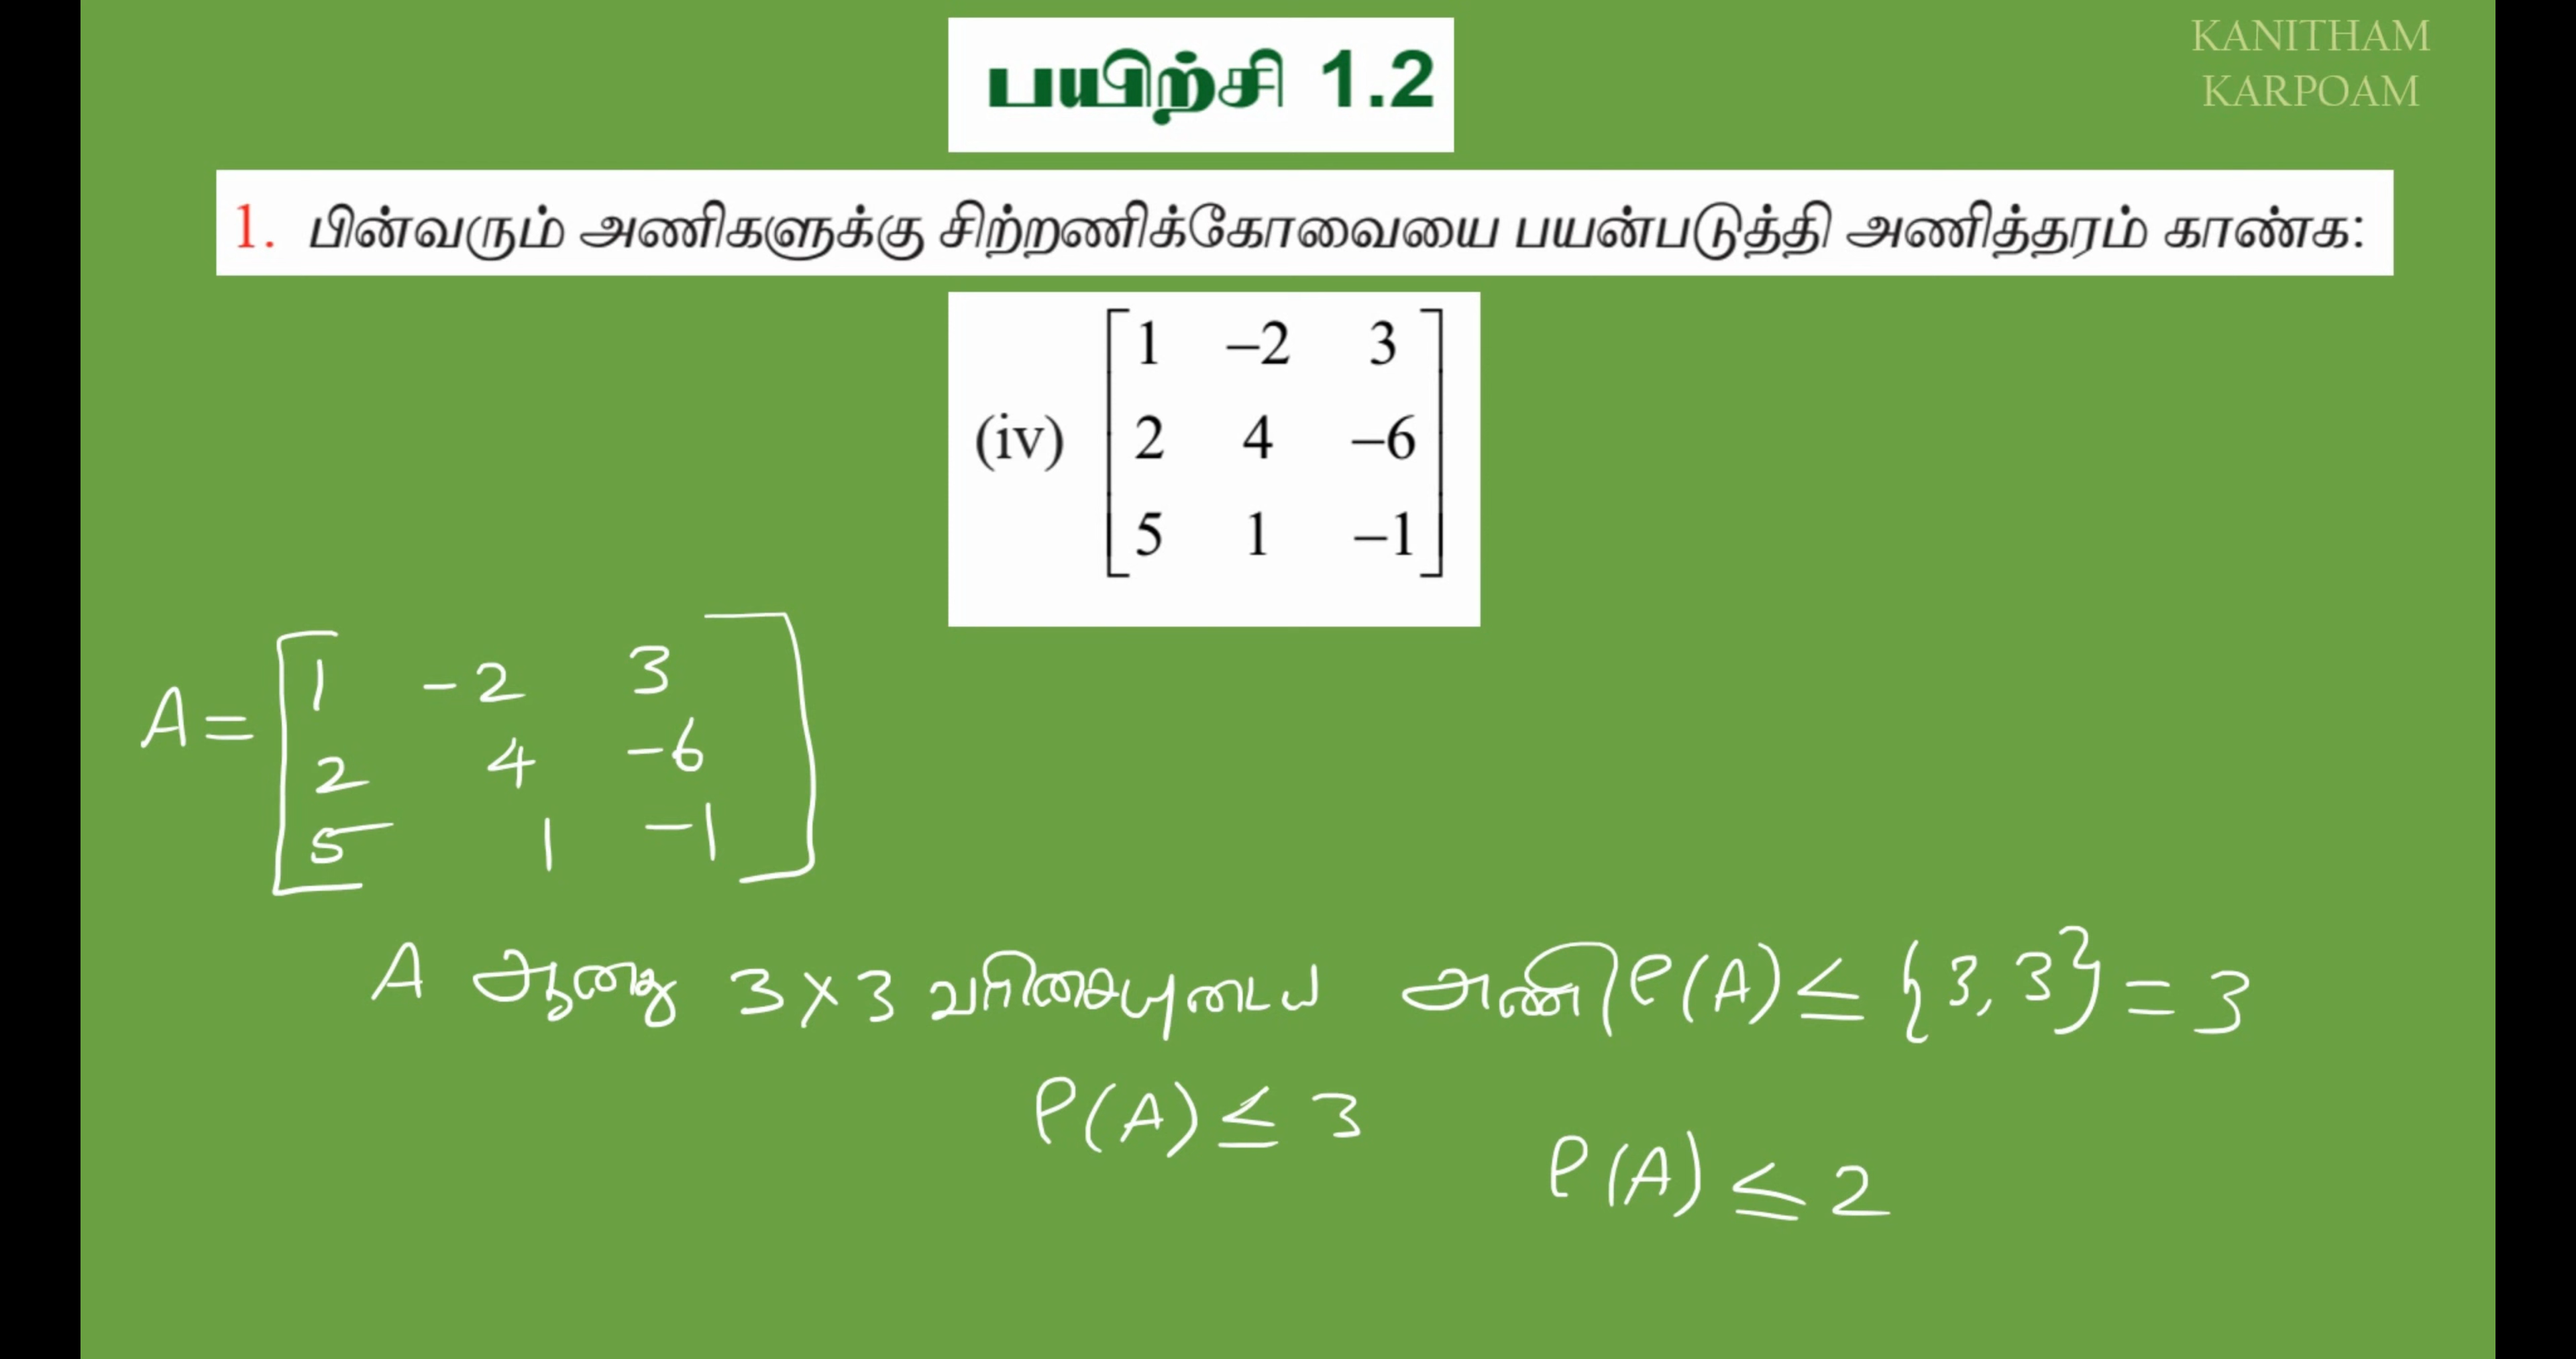 KANITHAM
KARPOAM
பயிற்சி 1.2
1. பின்வரும் அணிகளுக்கு சிற்றணிக்கோவையை பயன்படுத்தி அணித்தரம் காண்க:
1 −2 3
(iv) 2 4 −6
5 1 −1
1 -2 3
A = 2 4 -6
5 1 -1
A ஆனது 3 × 3 வரிசையுடைய அணி ρ(A) ≤ {3, 3} = 3
ρ(A) ≤ 3
ρ(A) ≤ 2